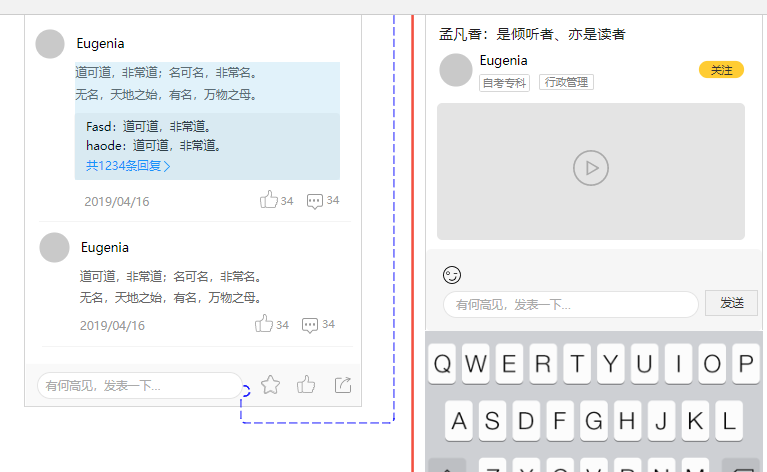 Eugenia
道可道，非常道；名可名，非常名。
无名，天地之始，有名，万物之母。
Fasd：道可道，非常道。
haode：道可道，非常道。
共1234条回复
2019/04/16
34
34
Eugenia
道可道，非常道；名可名，非常名。
无名，天地之始，有名，万物之母。
2019/04/16
34
34
有何高见，发表一下...
孟凡香：是倾听者、亦是读者
Eugenia
自考专科
行政管理
关注
有何高见，发表一下...
发送
Q W E R T Y U I O P
A S D F G H J K L
Z X C V B N M